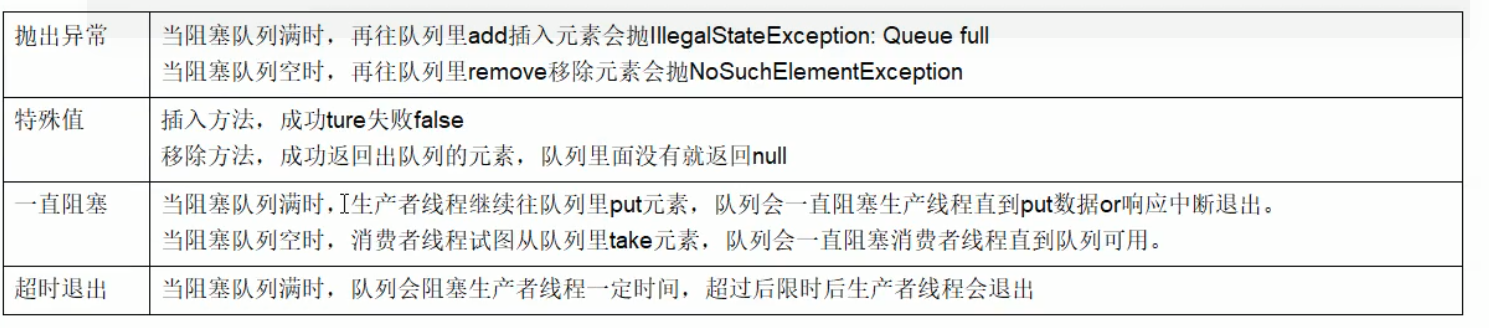 抛出异常
当阻塞队列满时，再往队列里add插入元素会抛IllegalStateException: Queue full
当阻塞队列空时，再往队列里remove移除元素会抛NoSuchElementException
特殊值
插入方法，成功ture失败false
移除方法，成功返回出队列的元素，队列里面没有就返回null
一直阻塞
当阻塞队列满时，生产者线程继续往队列里put元素，队列会一直阻塞生产线程直到put数据or响应中断退出。
当阻塞队列空时，消费者线程试图从队列里take元素，队列会一直阻塞消费者线程直到队列可用。
超时退出
当阻塞队列满时，队列会阻塞生产者线程一定时间，超过后限时后生产者线程会退出